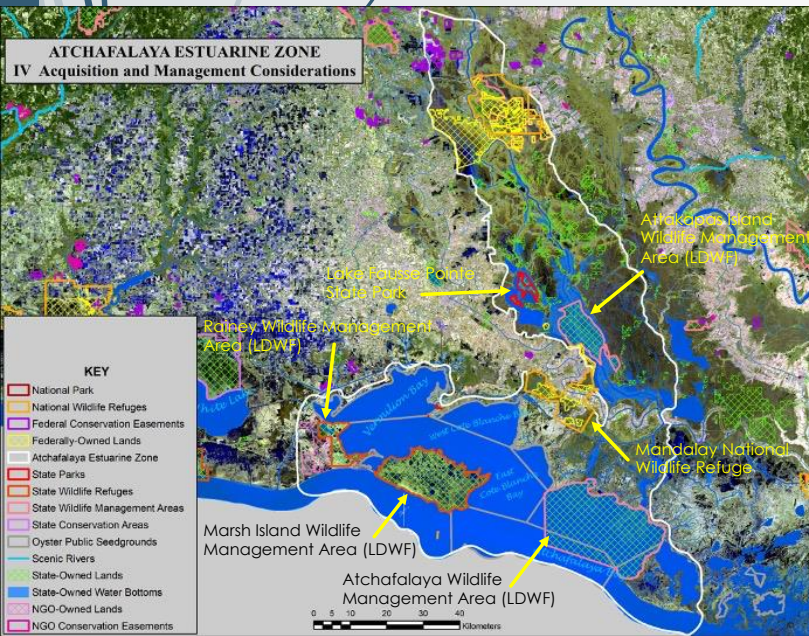 ATCHAFALAYA ESTUARINE ZONE
IV Acquisition and Management Considerations
Attakapas Island
Wildlife Management
Area (LDWF)
Lake Fausse Pointe
State Park
Rainey Wildlife Management
Area (LDWF)
White Lake
Vermilion Bay
West Cote Blanche Bay
East
Cote Blanche
Bay
Mandalay National
Wildlife Refuge
Marsh Island Wildlife
Management Area (LDWF)
Atchafalaya
Atchafalaya Wildlife
Management Area (LDWF)
KEY
National Park
National Wildlife Refuges
Federal Conservation Easements
Federally-Owned Lands
Atchafalaya Estuarine Zone
State Parks
State Wildlife Refuges
State Wildlife Management Areas
State Conservation Areas
Oyster Public Seedgrounds
Scenic Rivers
State-Owned Lands
State-Owned Water Bottoms
NGO-Owned Lands
NGO Conservation Easements
0 5 10 20 30 40
Kilometers